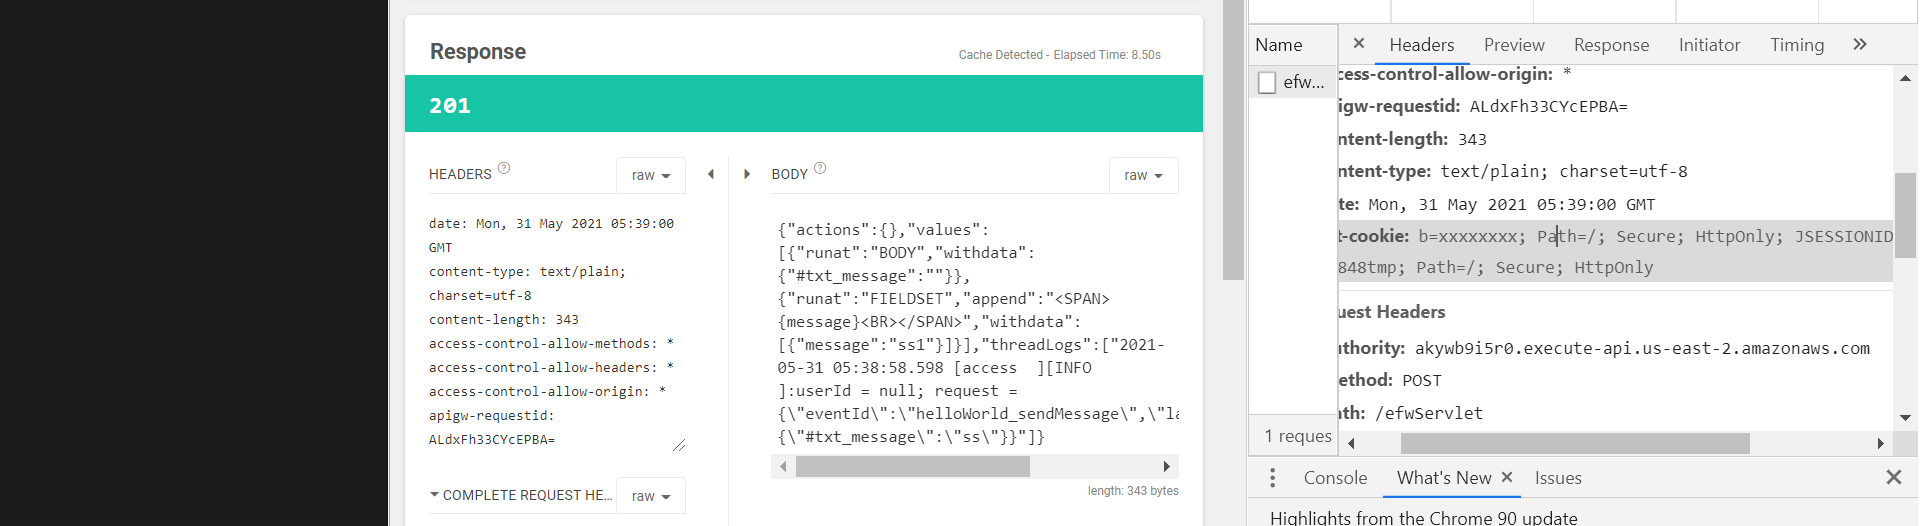 Response
Cache Detected - Elapsed Time: 8.50s
201
HEADERS ?
raw
BODY ?
raw
date: Mon, 31 May 2021 05:39:00
GMT
content-type: text/plain;
charset=utf-8
content-length: 343
access-control-allow-methods: *
access-control-allow-headers: *
access-control-allow-origin: *
apigw-requestid:
ALdxFh33CYcEPBA=
COMPLETE REQUEST HE...
raw
{"actions":{},"values":
[{"runat":"BODY","withdata":
{"#txt_message":""}},
{"runat":"FIELDSET","append":"<SPAN>
{message}<BR></SPAN>","withdata":
[{"message":"ss1"}]}],"threadLogs":["2021-
05-31 05:38:58.598 [access  ][INFO
]:userId = null; request =
{\"eventId\":\"helloWorld_sendMessage\",\"la
{\"#txt_message\":\"ss\"}}"]}
length: 343 bytes
Name
efw...
1 reques
× Headers Preview Response Initiator Timing »
cess-control-allow-origin: *
igw-requestid: ALdxFh33CYcEPBA=
ntent-length: 343
ntent-type: text/plain; charset=utf-8
te: Mon, 31 May 2021 05:39:00 GMT
t-cookie: b=xxxxxxxx; Path=/; Secure; HttpOnly; JSESSIONID
848tmp; Path=/; Secure; HttpOnly
uest Headers
uthority: akywb9i5r0.execute-api.us-east-2.amazonaws.com
ethod: POST
ath: /efwServlet
Console What's New × Issues
Highlights from the Chrome 90 update